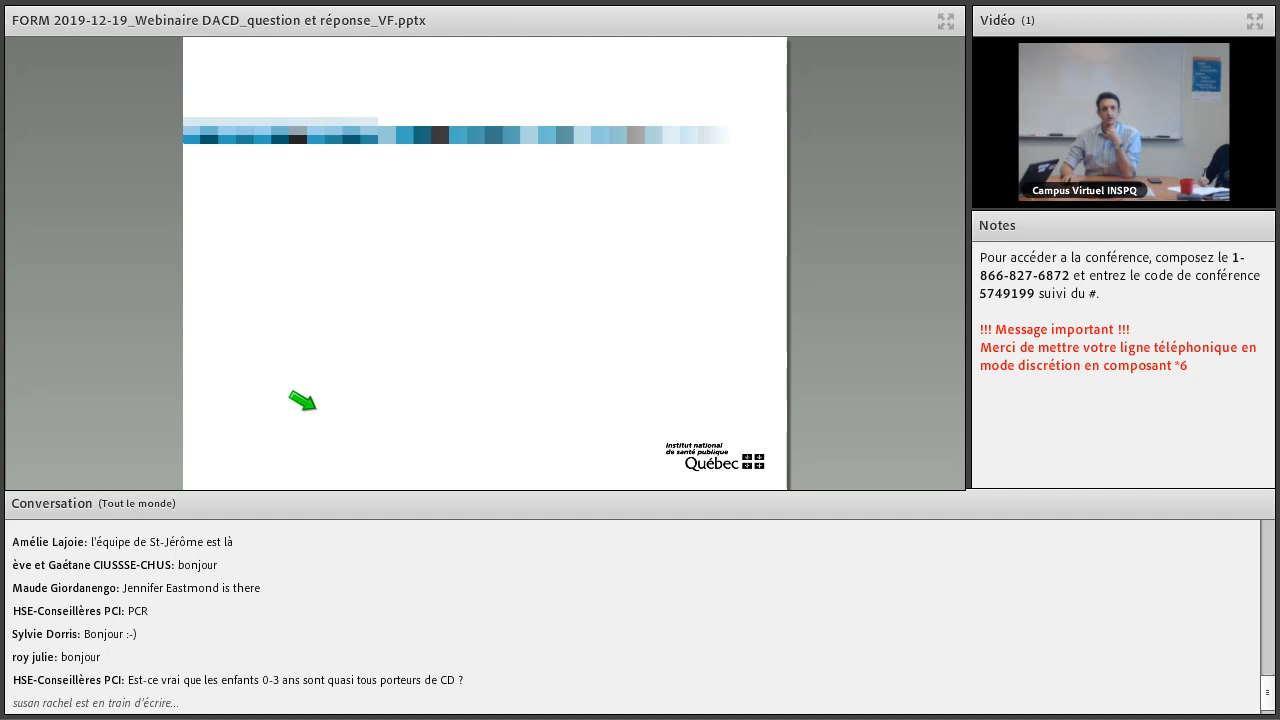 FORM 2019-12-19_Webinaire DACD_question et réponse_VF.pptx
Institut national
de santé publique
Québec
Vidéo (1)
Campus Virtuel INSPQ
Notes
Pour accéder a la conférence, composez le 1-
866-827-6872 et entrez le code de conférence
5749199 suivi du #.
!!! Message important !!!
Merci de mettre votre ligne téléphonique en
mode discrétion en composant *6
Conversation (Tout le monde)
Amélie Lajoie: l'équipe de St-Jérôme est là
ève et Gaétane CIUSSSE-CHUS: bonjour
Maude Giordanengo: Jennifer Eastmond is there
HSE-Conseillères PCI: PCR
Sylvie Dorris: Bonjour :-)
roy julie: bonjour
HSE-Conseillères PCI: Est-ce vrai que les enfants 0-3 ans sont quasi tous porteurs de CD ?
susan rachel est en train d'écrire...